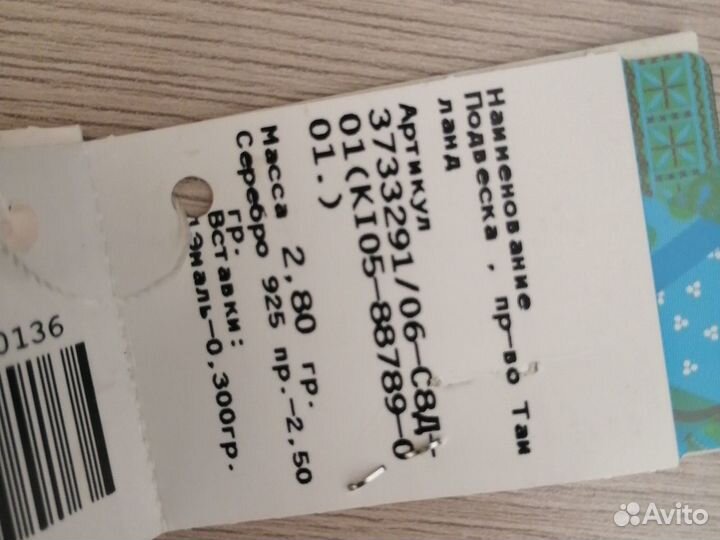 Наименование
Подвеска , пр-во Таи
ланд
Артикул
3733291/06-С8Д-
01(KI05-88789-0
01.)
Масса 2,80 гр.
Серебро 925 пр.-2,50
гр.
Вставки:
1Эмаль-0,300гр.
0136
Avito